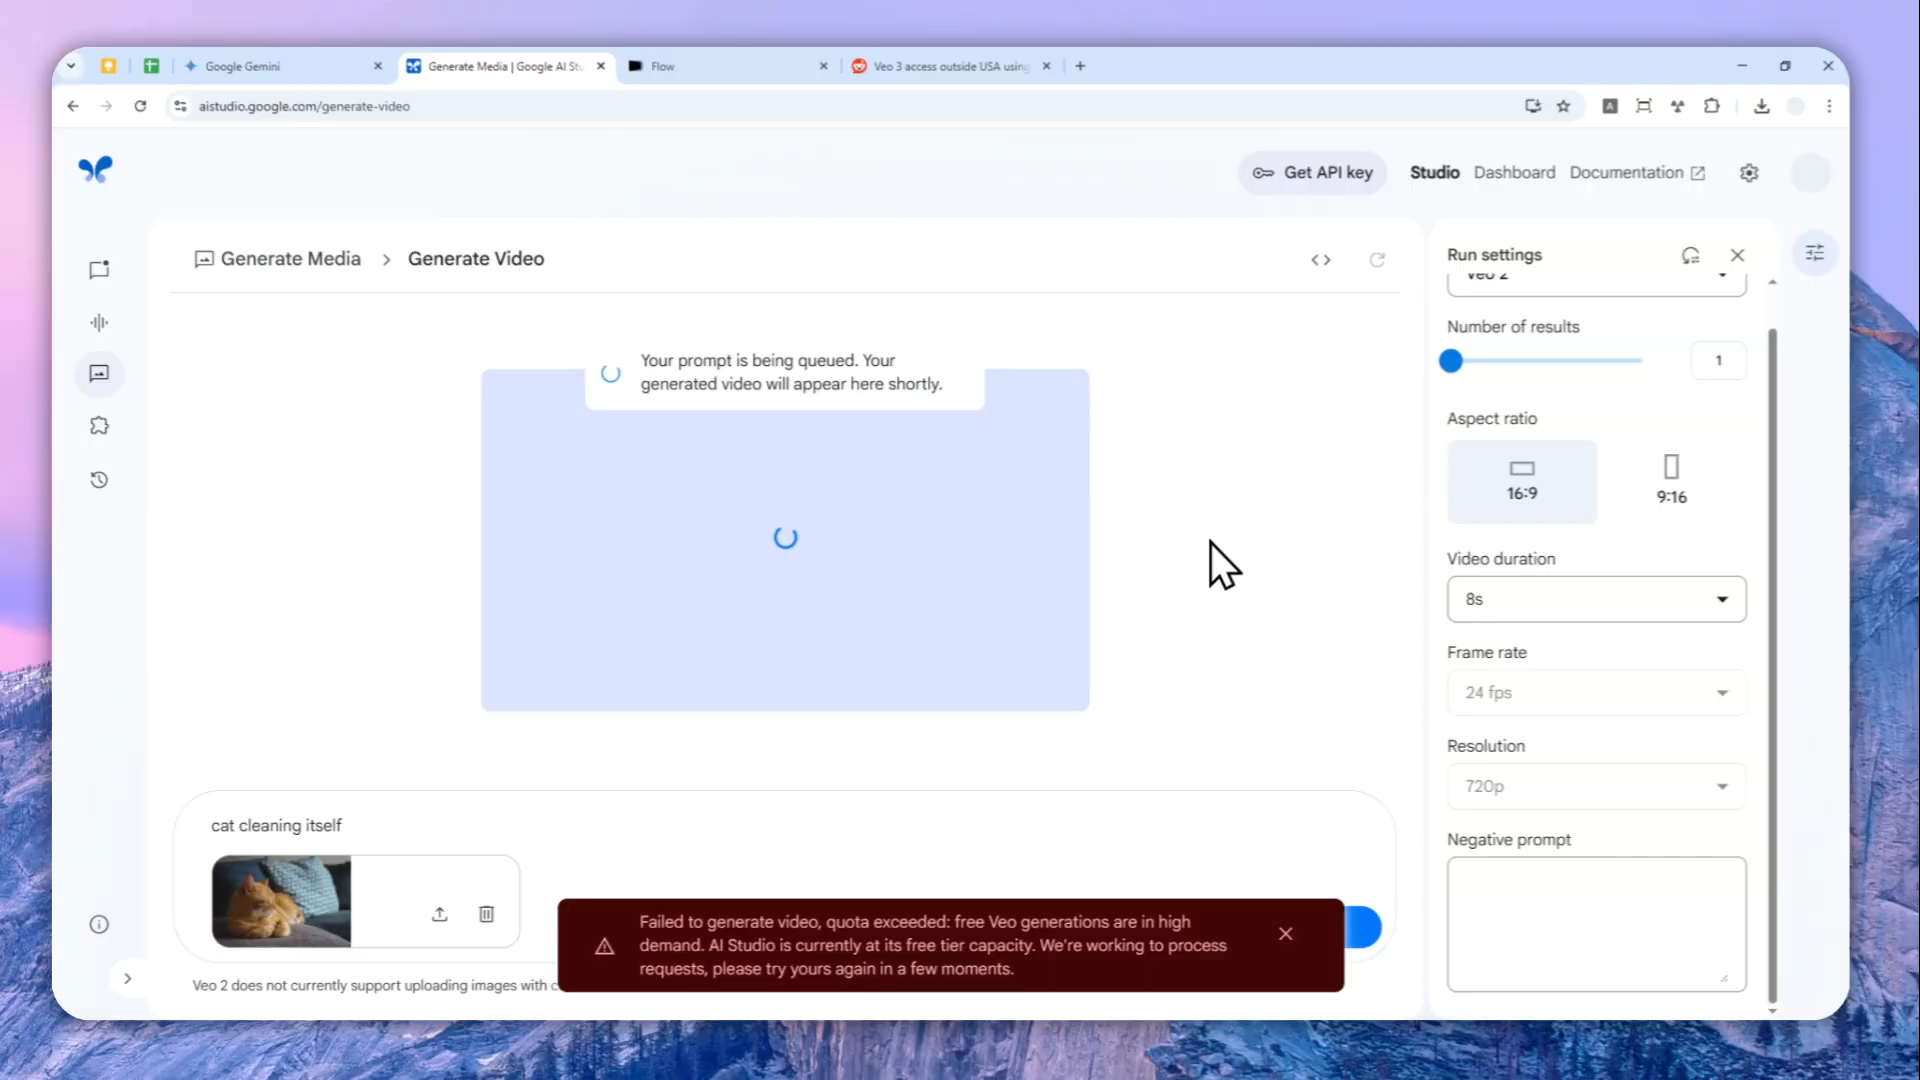 Google Gemini
Generate Media | Google AI Stu
Flow
Veo 3 access outside USA using
aistudio.google.com/generate-video
Get API key
Studio
Dashboard
Documentation
Generate Media > Generate Video
Run settings
Veo 2
Number of results
1
Your prompt is being queued. Your
generated video will appear here shortly.
Aspect ratio
16:9
9:16
Video duration
8s
Frame rate
24 fps
Resolution
720p
Negative prompt
cat cleaning itself
Failed to generate video, quota exceeded: free Veo generations are in high
demand. AI Studio is currently at its free tier capacity. We're working to process
requests, please try yours again in a few moments.
Veo 2 does not currently support uploading images with c